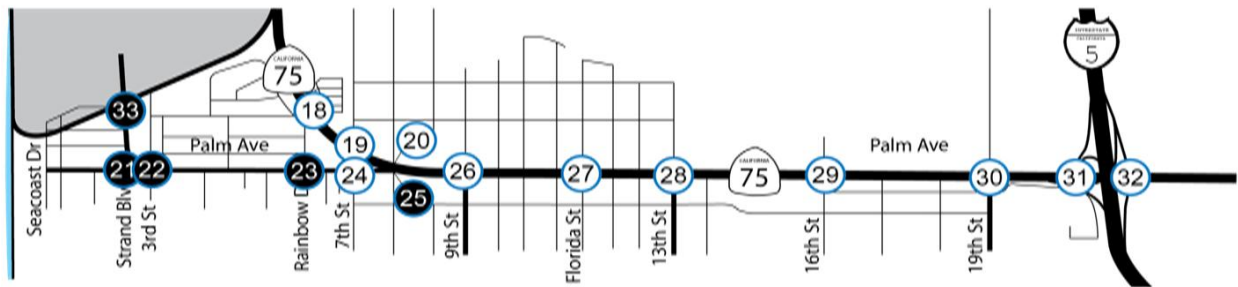 CALIFORNIA
75
INTERSTATE
CALIFORNIA
5
33
18
19
20
Palm Ave
Palm Ave
21
22
23
24
25
26
27
28
CALIFORNIA
75
29
30
31
32
Seacoast Dr
Strand Blv
3rd St
Rainbow D
7th St
9th St
Florida St
13th St
16th St
19th St